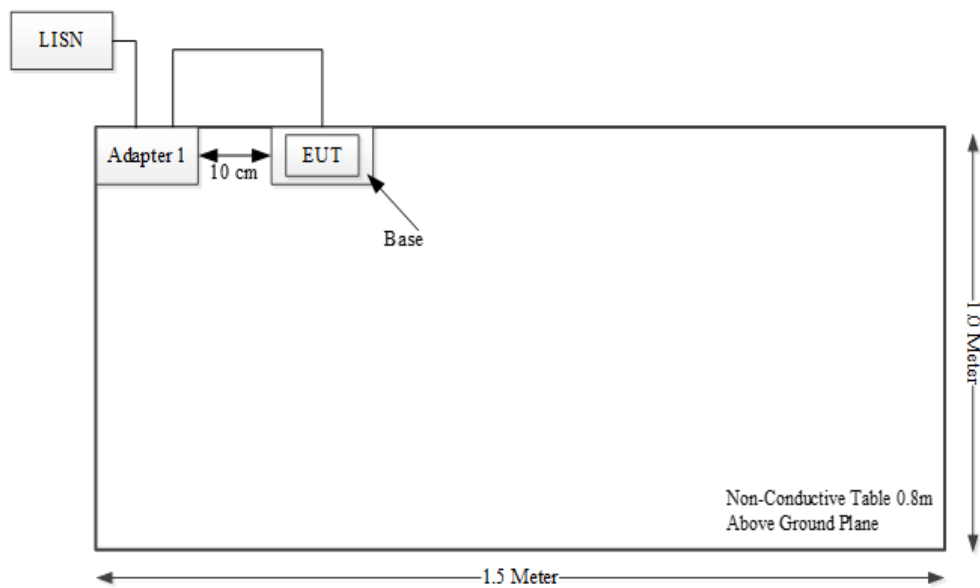 LISN
Adapter 1
10 cm
EUT
Base
1.0 Meter
Non-Conductive Table 0.8m
Above Ground Plane
1.5 Meter